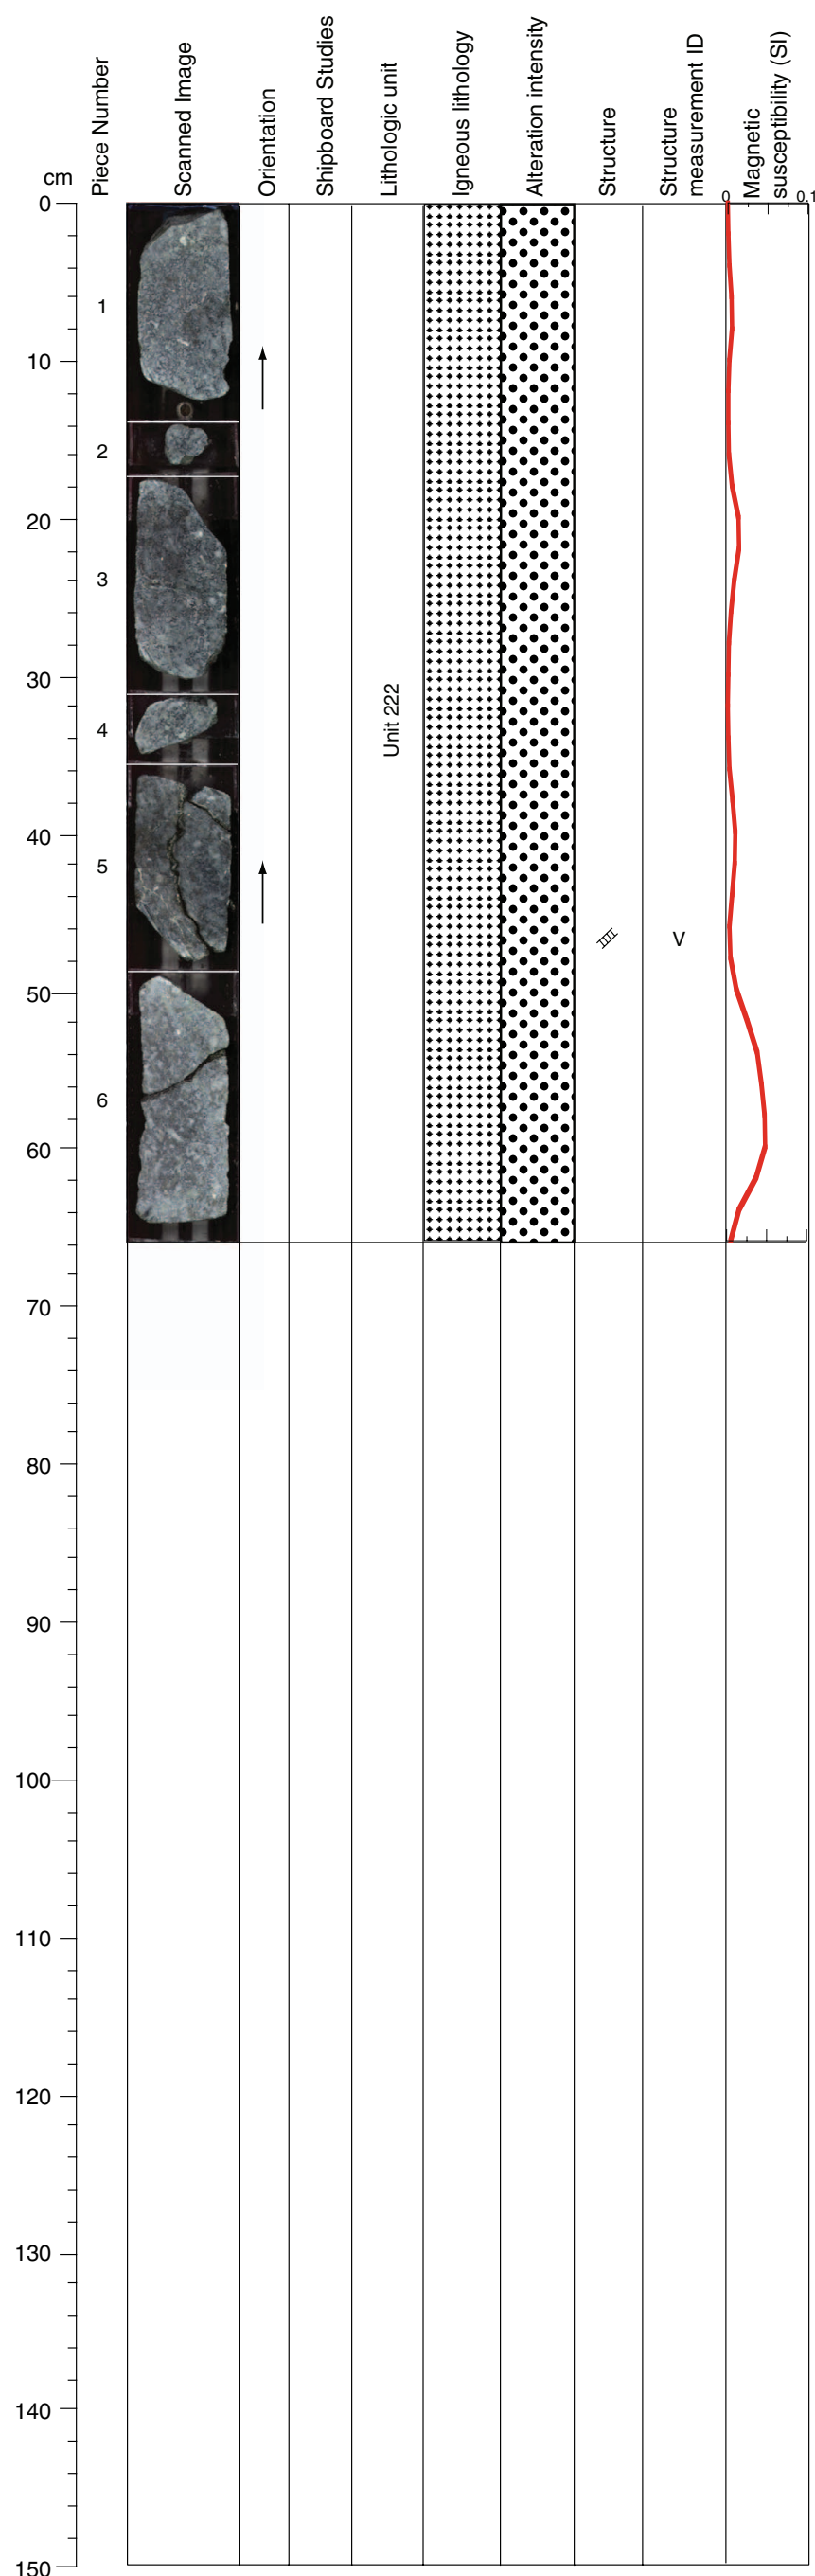 cm
Piece Number
Scanned Image
Orientation
Shipboard Studies
Lithologic unit
Igneous lithology
Alteration intensity
Structure
Structure
measurement ID
Magnetic
susceptibility (SI)
0
0.1
0
1
10
2
20
3
30
Unit 222
4
40
5
V
50
6
60
70
80
90
100
110
120
130
140
150